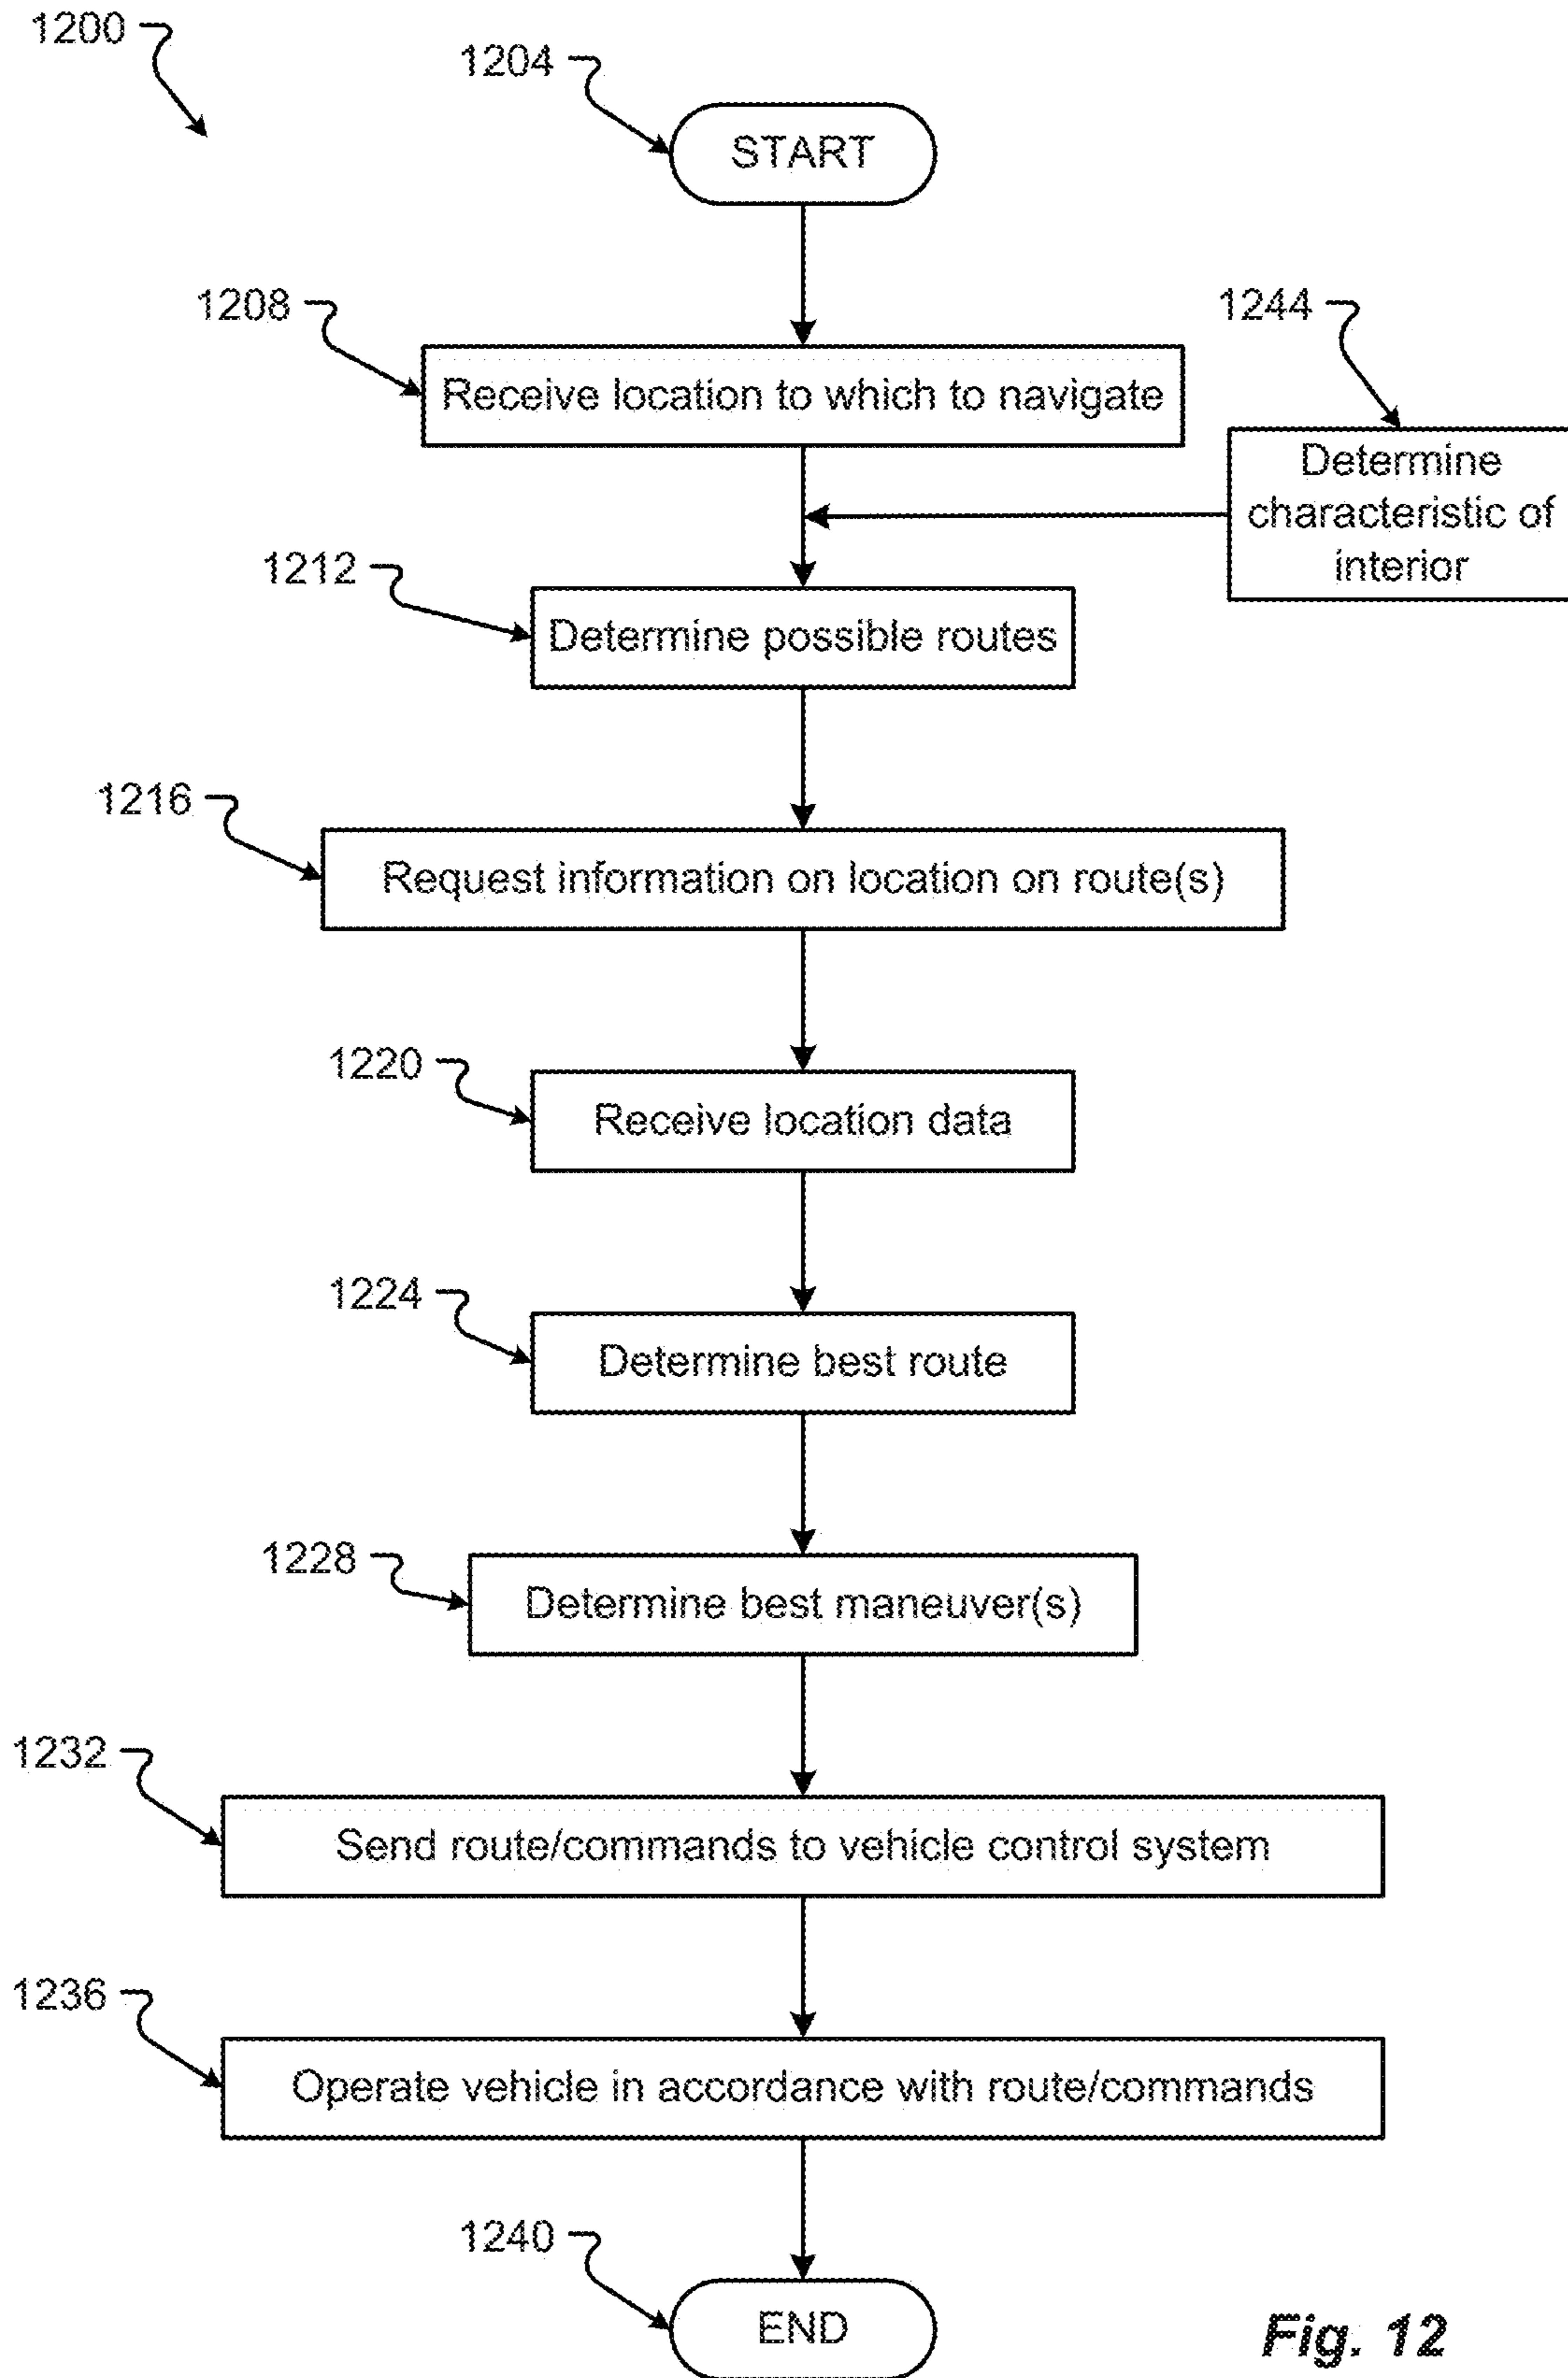 1200
1204
START
1208
1244
Receive location to which to navigate
Determine
characteristic of
interior
1212
Determine possible routes
1216
Request information on location on route(s)
1220
Receive location data
1224
Determine best route
1228
Determine best maneuver(s)
1232
Send route/commands to vehicle control system
1236
Operate vehicle in accordance with route/commands
1240
END
Fig. 12